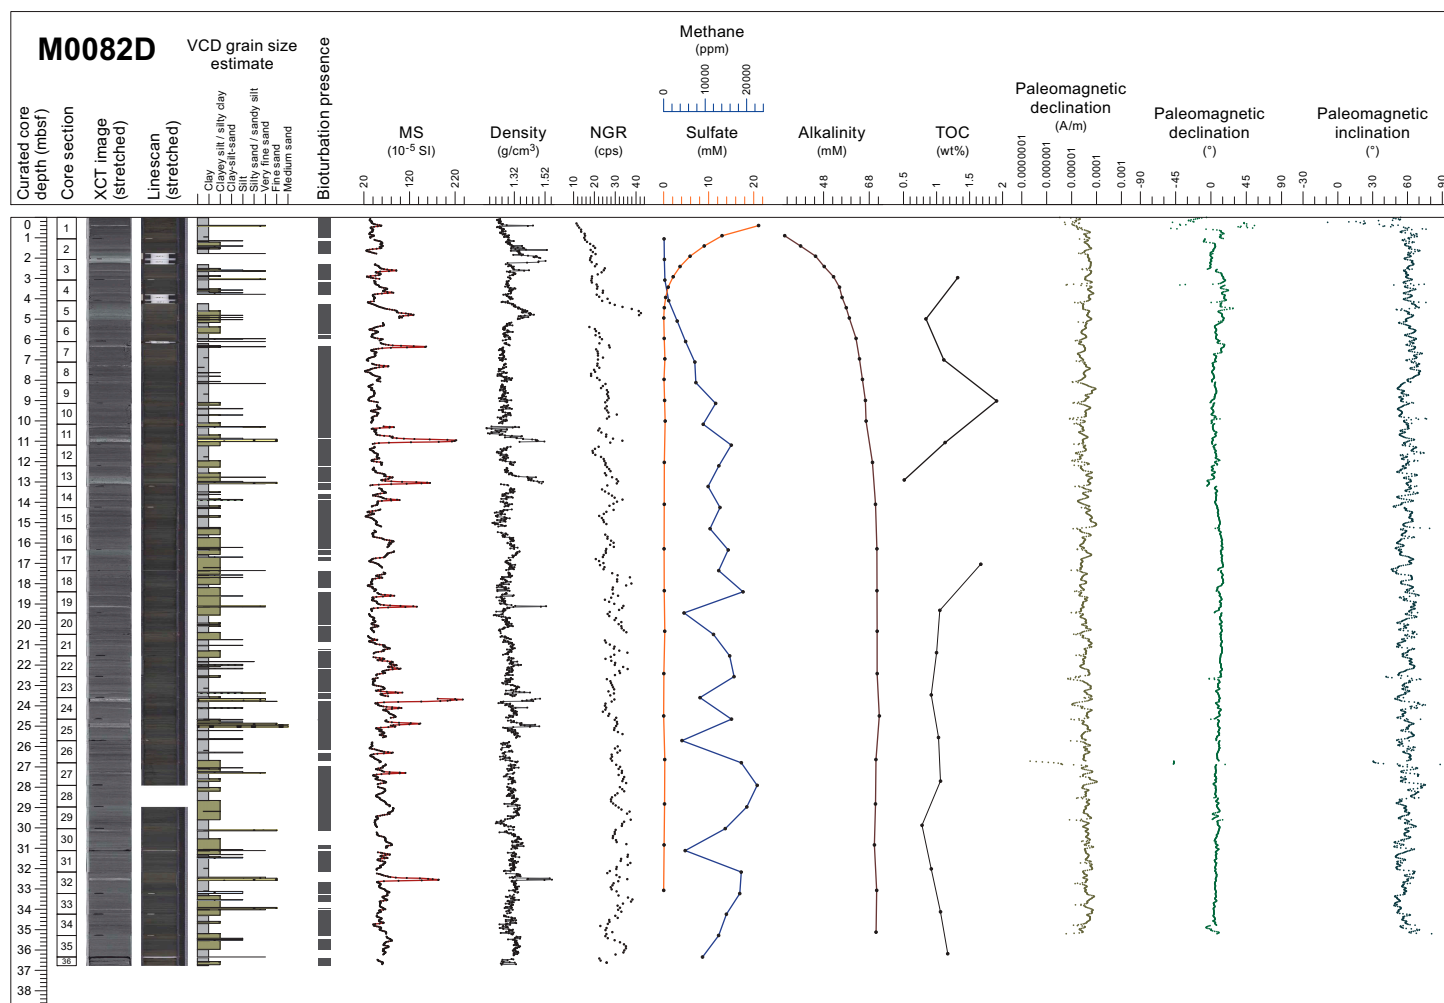 M0082D
VCD grain size
estimate
Methane
(ppm)
0
10000
20000
Curated core
depth (mbsf)
Core section
XCT image
(stretched)
Linescan
(stretched)
Clay
Clayey silt / silty clay
Clay-silt-sand
Silt
Silty sand / sandy silt
Very fine sand
Fine sand
Medium sand
Bioturbation presence
MS
(10-5 SI)
20
120
220
Density
(g/cm3)
1.32
1.52
NGR
(cps)
10
20
30
40
Sulfate
(mM)
0
10
20
Alkalinity
(mM)
48
68
TOC
(wt%)
0.5
1
1.5
2
Paleomagnetic
declination
(A/m)
0.00000001
0.000001
0.00001
0.0001
0.001
Paleomagnetic
declination
(°)
-90
-45
0
45
90
Paleomagnetic
inclination
(°)
-30
0
30
60
90
0
1
2
3
4
5
6
7
8
9
10
11
12
13
14
15
16
17
18
19
20
21
22
23
24
25
26
27
28
29
30
31
32
33
34
35
36
37
38
1
2
3
4
5
6
7
8
9
10
11
12
13
14
15
16
17
18
19
20
21
22
23
24
25
26
27
28
29
30
31
32
33
34
35
36